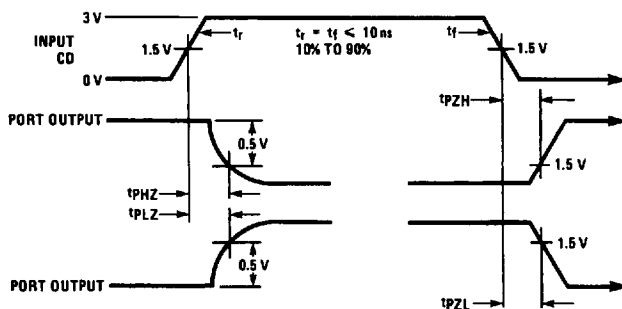 3 V
INPUT
CD
1.5 V
0 V
tr
tr = tf < 10 ns
10% TO 90%
tf
1.5 V
tPZH
PORT OUTPUT
0.5 V
1.5 V
tPHZ
tPLZ
0.5 V
1.5 V
PORT OUTPUT
tPZL